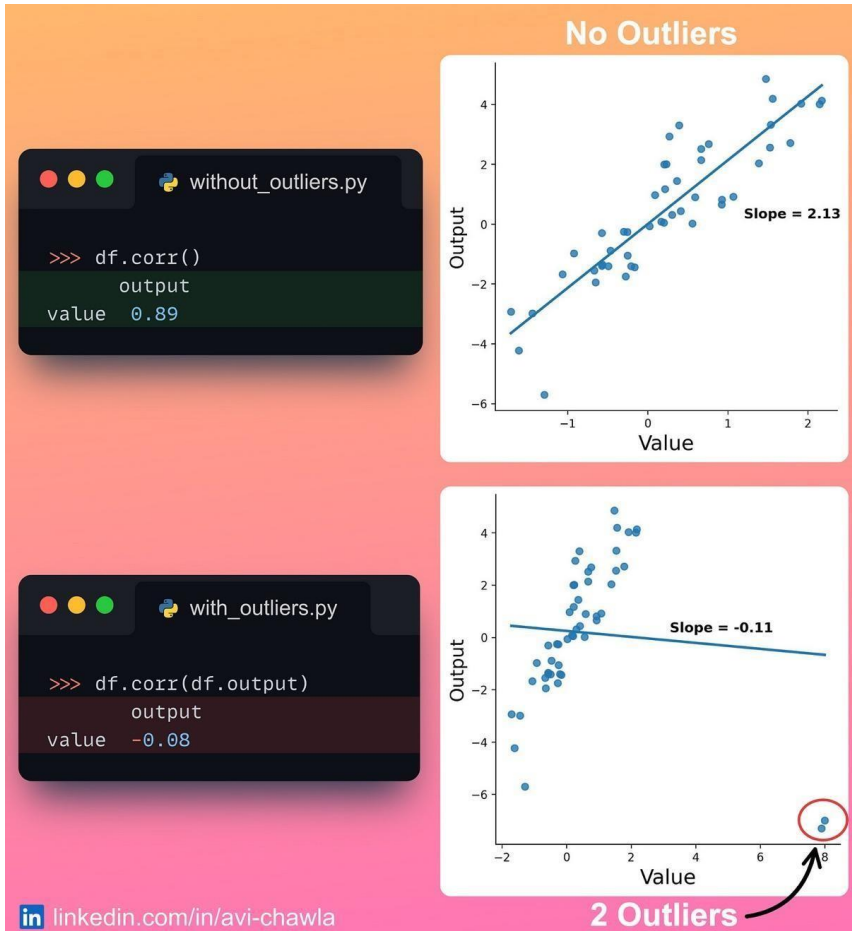 No Outliers
without_outliers.py
>>> df.corr()
output
value 0.89
Output
4
2
0
−2
−4
−6
Slope = 2.13
−1 0 1 2
Value
with_outliers.py
>>> df.corr(df.output)
output
value -0.08
Output
4
2
0
−2
−4
−6
Slope = -0.11
−2 0 2 4 6 8
Value
2 Outliers
in linkedin.com/in/avi-chawla